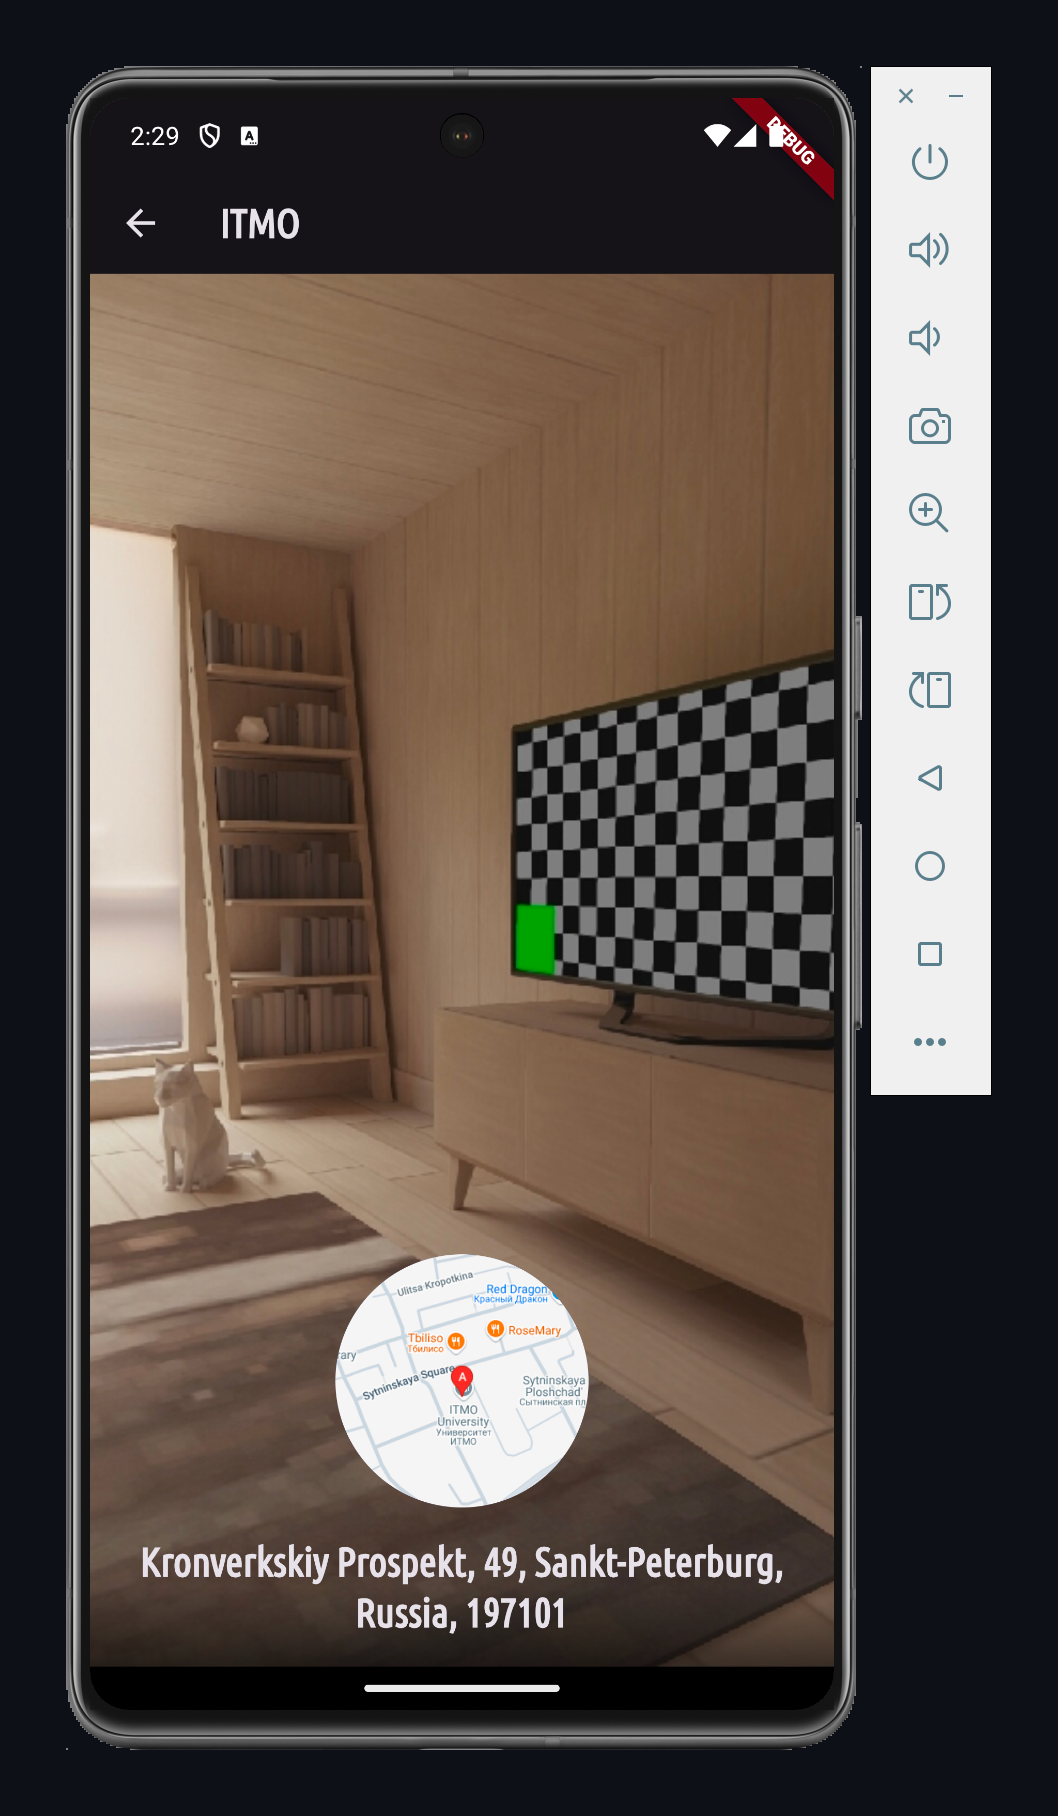 2:29
A
DEBUG
ITMO
Ulitsa Kropotkina
Red Dragon
Красный Дракон
Tbiliso
Тбилисо
RoseMary
rary
Sytninskaya Square
A
Sytninskaya
Ploshchad'
Сытнинская пл
ITMO
University
Университет
ИТМО
Kronverkskiy Prospekt, 49, Sankt-Peterburg,
Russia, 197101